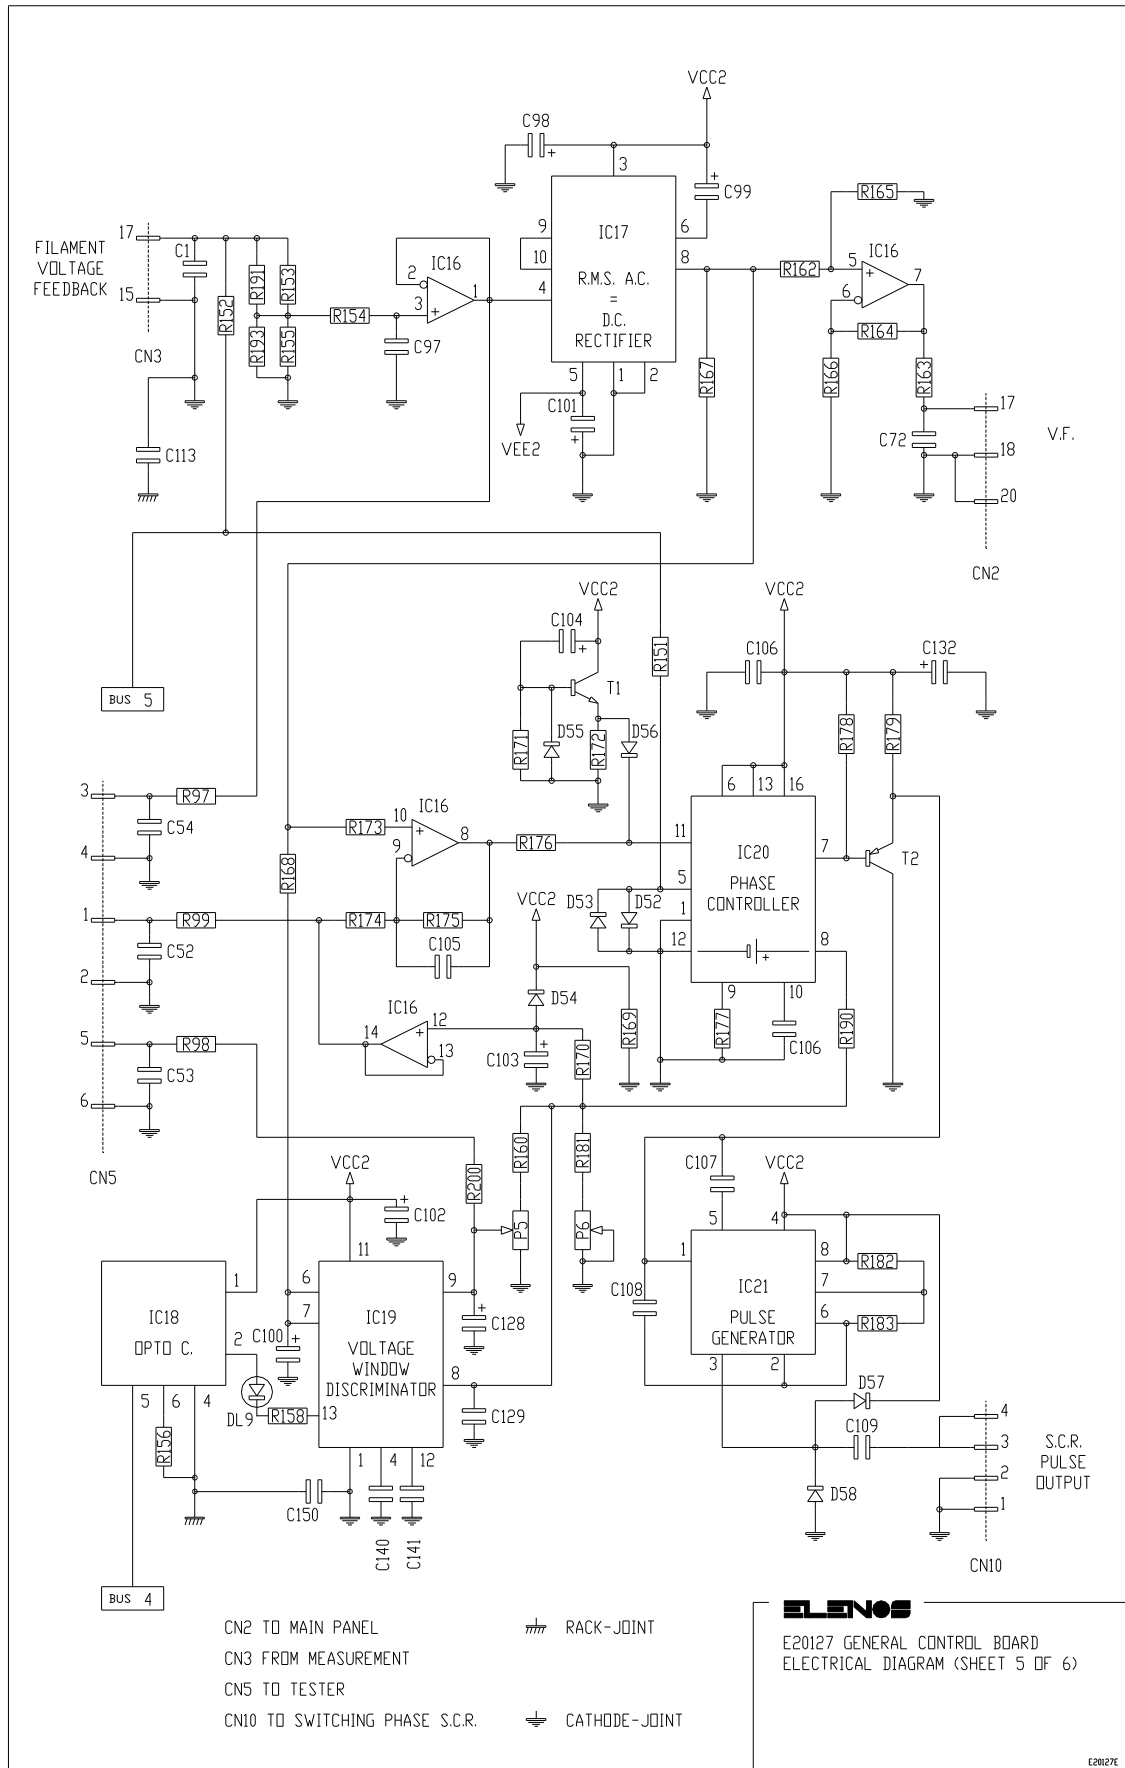 VCC2
C98
3
C99
R165
17
C1
FILAMENT
VOLTAGE
FEEDBACK
R191
R153
IC16
9
IC17
6
IC16
10
R.M.S. A.C.
=
D.C.
RECTIFIER
8
R162
5
7
2
1
4
15
R152
R154
3
6
CN3
R193
R155
C97
R164
5
1
2
R167
R166
R163
C101
17
C113
VEE2
C72
18
V.F.
20
CN2
VCC2
VCC2
C104
R151
C106
C132
BUS 5
T1
R171
D55
R172
D56
R178
R179
6
13
16
3
R97
IC16
C54
R173
10
8
R176
11
IC20
7
T2
4
R168
9
PHASE
CONTROLLER
5
VCC2
D53
D52
1
R99
R174
R175
1
C52
C105
12
8
2
9
10
IC16
D54
R177
R190
14
12
R169
5
R98
13
C103
R170
C106
C53
6
R160
R181
CN5
VCC2
R200
C107
VCC2
C102
P5
P6
5
4
11
1
8
R182
1
6
9
C108
IC21
7
IC18
7
IC19
C128
PULSE
GENERATOR
6
R183
OPTO C.
2
C100
VOLTAGE
WINDOW
DISCRIMINATOR
8
3
2
5
6
4
D57
DL9
R158
13
C129
4
R156
1
4
12
C109
3
S.C.R.
PULSE
OUTPUT
2
D58
C150
1
C140
C141
CN10
BUS 4
CN2 TO MAIN PANEL
RACK-JOINT
CN3 FROM MEASUREMENT
CN5 TO TESTER
CN10 TO SWITCHING PHASE S.C.R.
CATHODE-JOINT
ELENOS
E20127 GENERAL CONTROL BOARD
ELECTRICAL DIAGRAM (SHEET 5 OF 6)
E20127E